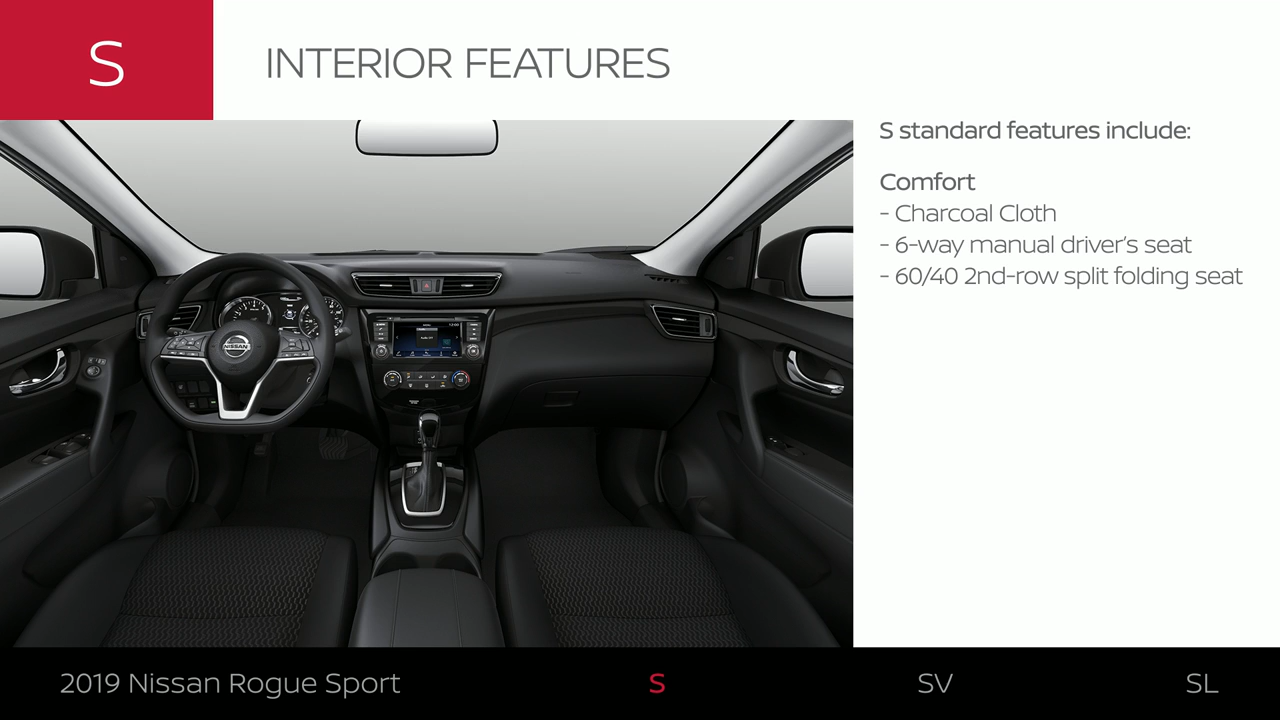 S
INTERIOR FEATURES
S standard features include:
Comfort
- Charcoal Cloth
- 6-way manual driver's seat
- 60/40 2nd-row split folding seat
NISSAN
2019 Nissan Rogue Sport
S
SV
SL